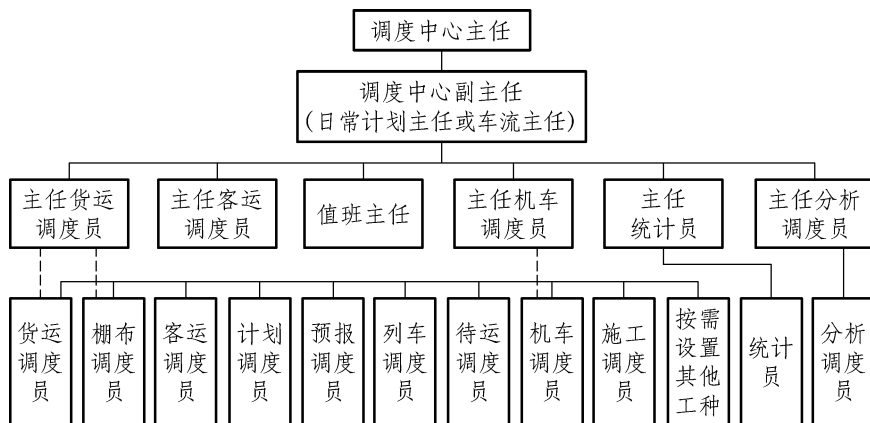 调度中心主任
调度中心副主任
(日常计划主任或车流主任)
主任货运
调度员
主任客运
调度员
值班主任
主任机车
调度员
主任
统计员
主任分析
调度员
货运
调度
员
棚布
调度
员
客运
调度
员
计划
调度
员
预报
调度
员
列车
调度
员
待运
调度
员
机车
调度
员
施工
调度
员
按需
设置
其他
工种
统计
员
分析
调度
员